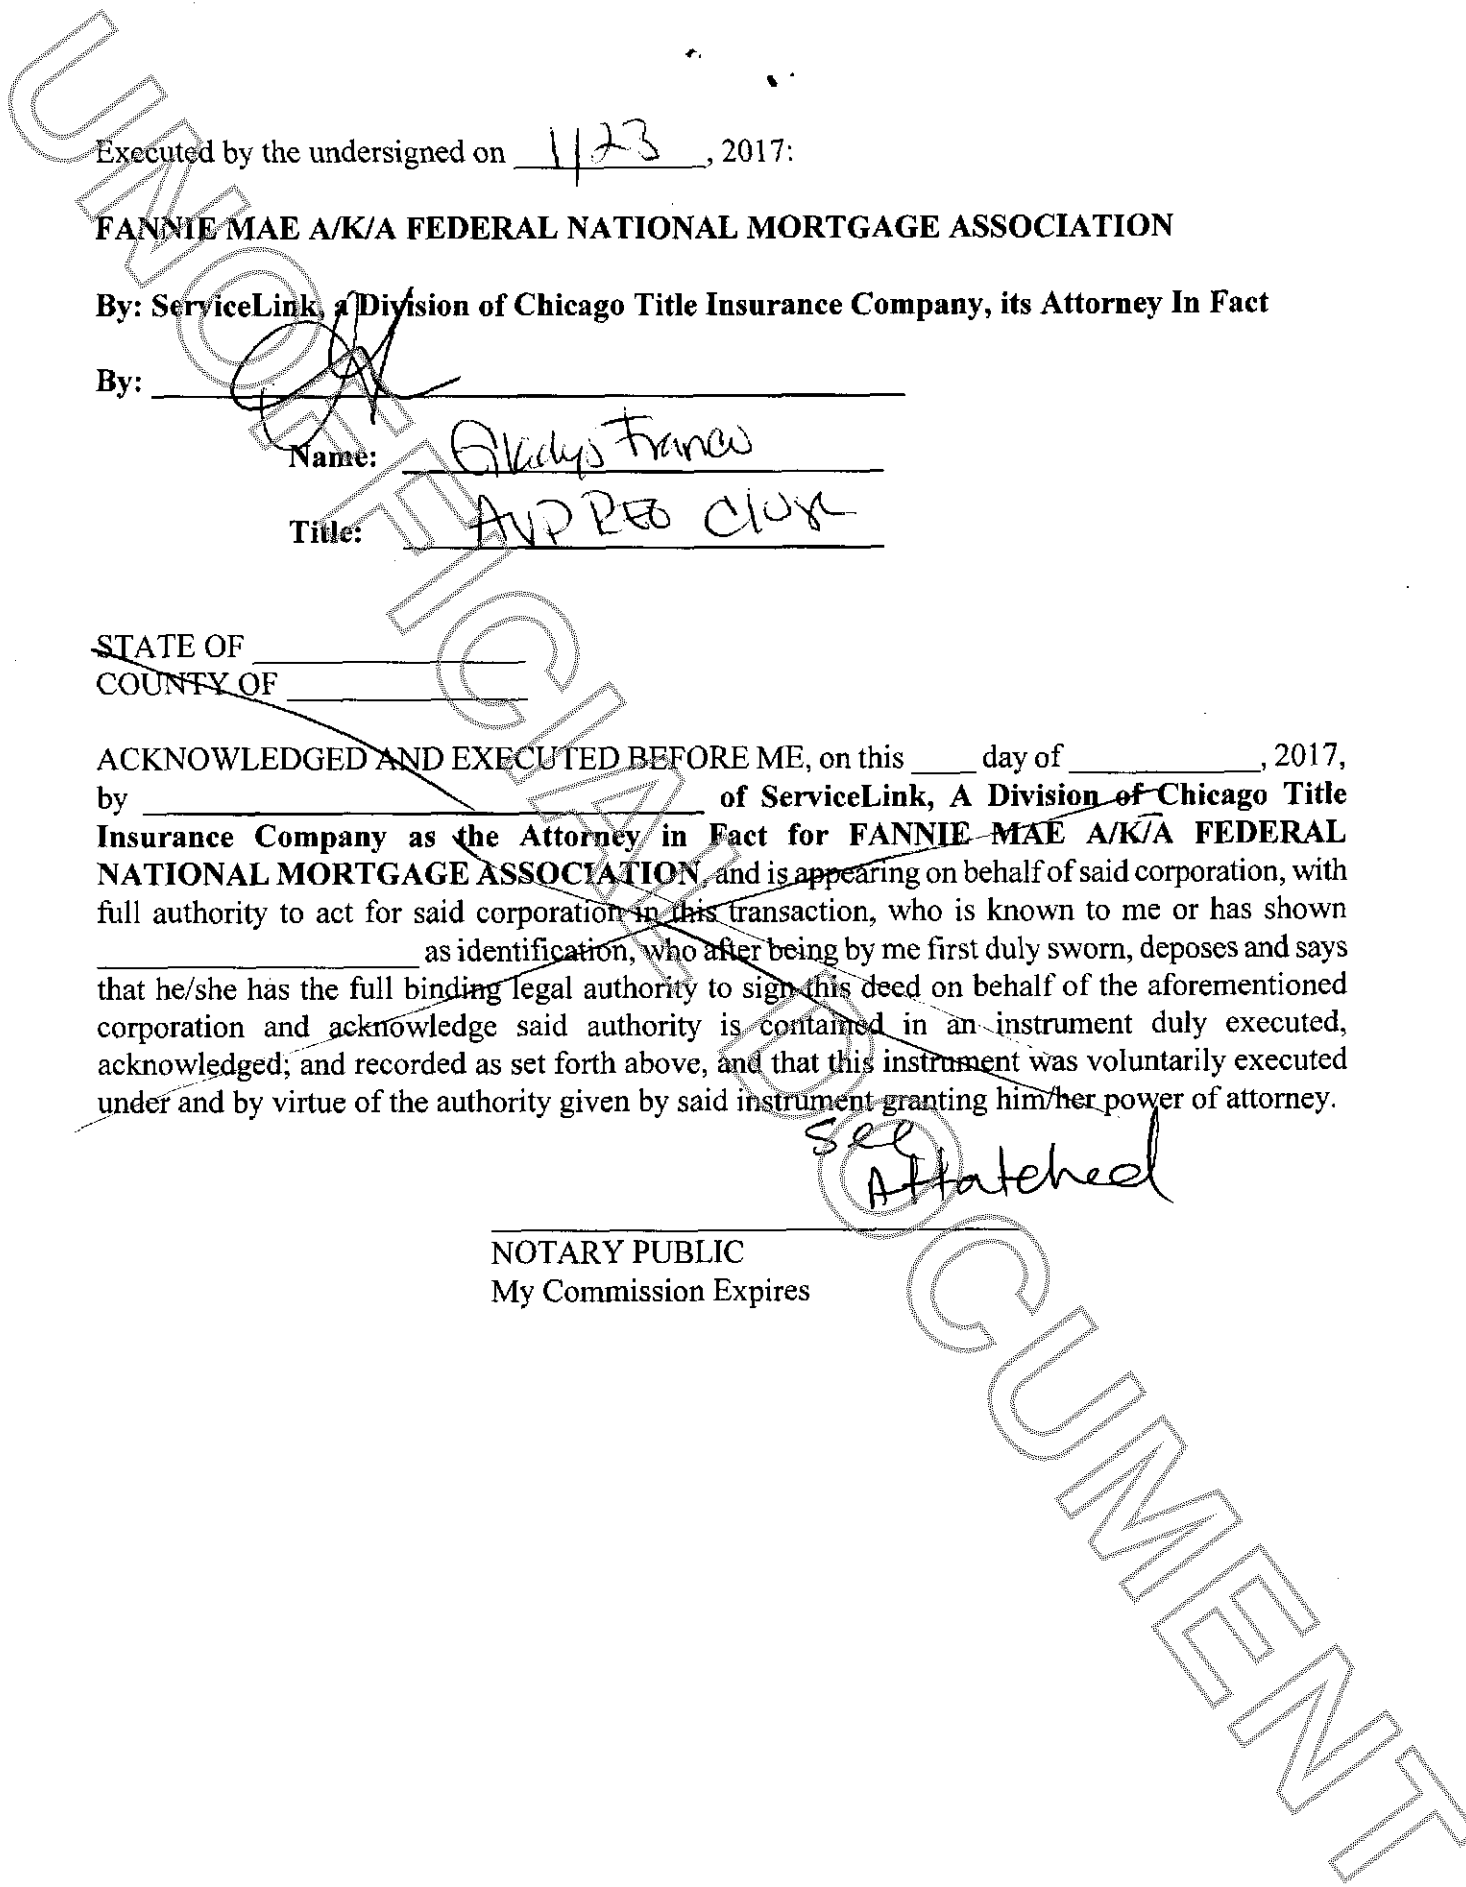 Executed by the undersigned on 1/23, 2017:
FANNIE MAE A/K/A FEDERAL NATIONAL MORTGAGE ASSOCIATION
By: ServiceLink, a Division of Chicago Title Insurance Company, its Attorney In Fact
By:
Name: Gladys Franco
Title: AVP REO
STATE OF
COUNTY OF
ACKNOWLEDGED AND EXECUTED BEFORE ME, on this ____ day of ____________, 2017,
by ____________ of ServiceLink, A Division of Chicago Title
Insurance Company as the Attorney in Fact for FANNIE MAE A/K/A FEDERAL
NATIONAL MORTGAGE ASSOCIATION, and is appearing on behalf of said corporation, with
full authority to act for said corporation in this transaction, who is known to me or has shown
____________ as identification, who after being by me first duly sworn, deposes and says
that he/she has the full binding legal authority to sign this deed on behalf of the aforementioned
corporation and acknowledge said authority is contained in an instrument duly executed,
acknowledged; and recorded as set forth above, and that this instrument was voluntarily executed
under and by virtue of the authority given by said instrument granting him/her power of attorney.
See
Attatched
NOTARY PUBLIC
My Commission Expires
UNOFFICIAL DOCUMENT